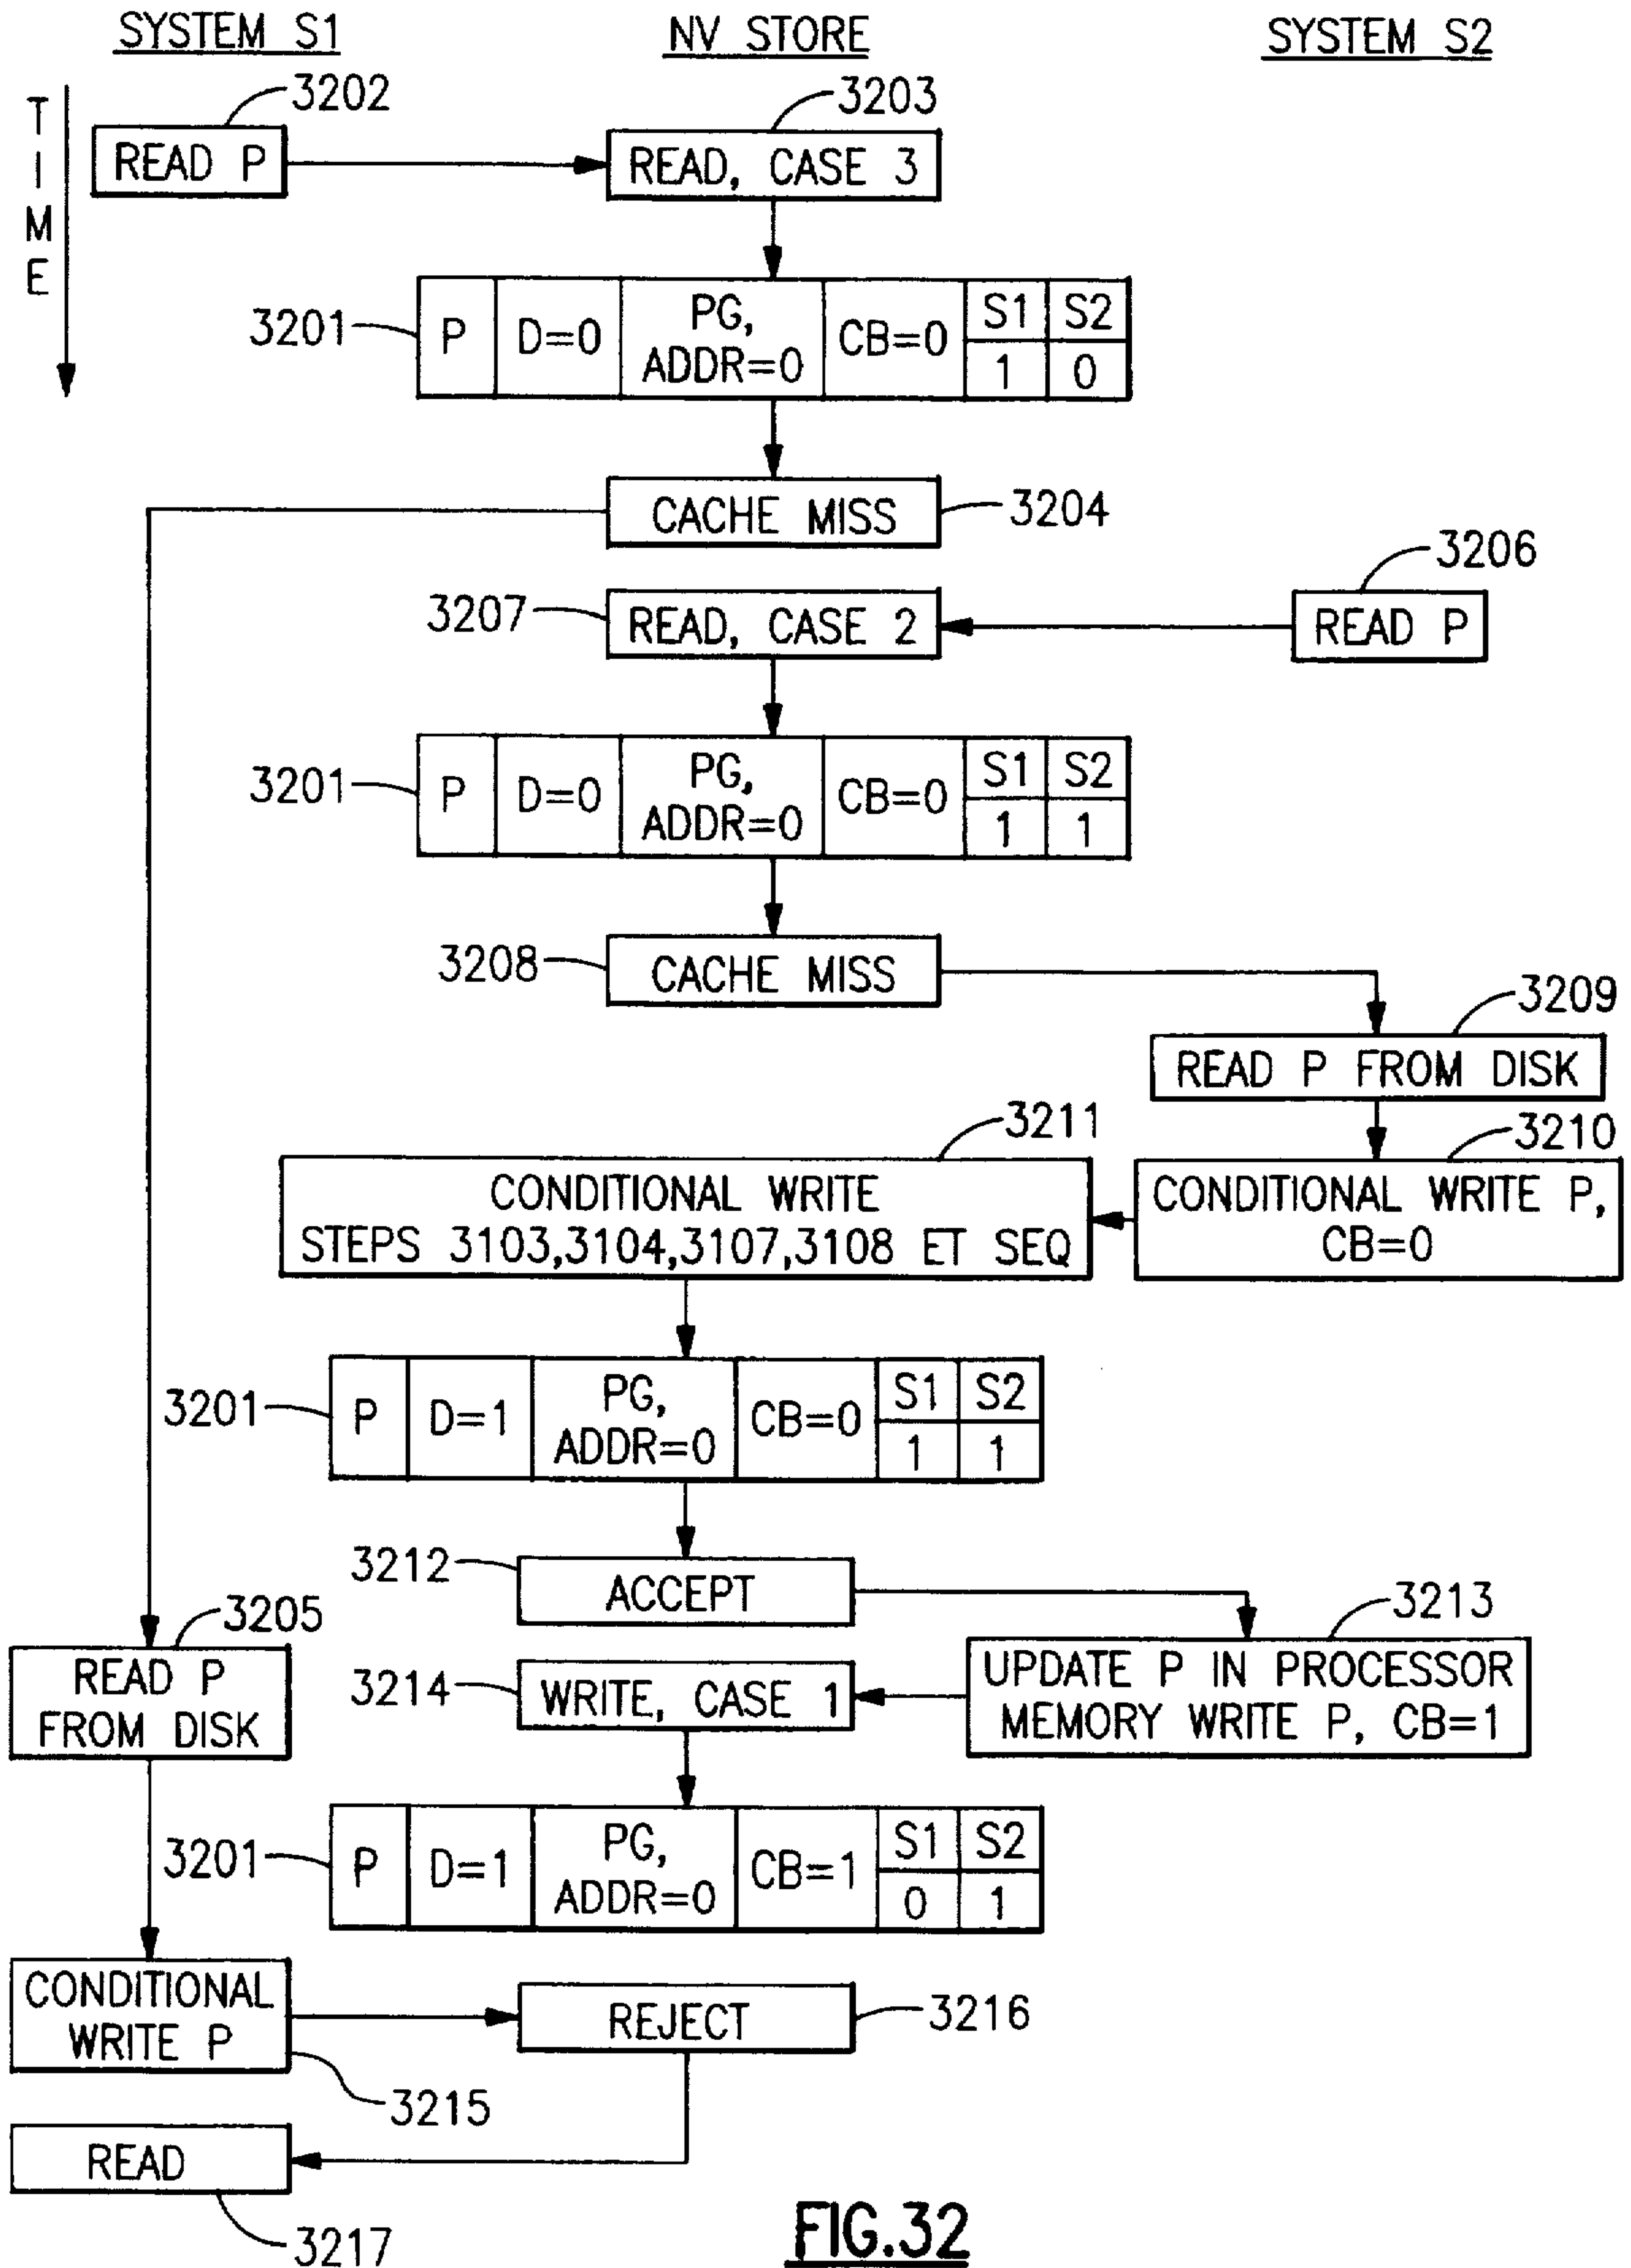 SYSTEM S1
NV STORE
SYSTEM S2
TIME
3202
3203
READ P
READ, CASE 3
3201
P
D=0
PG,
ADDR=0
CB=0
S1
S2
1
0
CACHE MISS
3204
3206
3207
READ, CASE 2
READ P
3201
P
D=0
PG,
ADDR=0
CB=0
S1
S2
1
1
3208
CACHE MISS
3209
READ P FROM DISK
3211
3210
CONDITIONAL WRITE
STEPS 3103,3104,3107,3108 ET SEQ
CONDITIONAL WRITE P,
CB=0
3201
P
D=1
PG,
ADDR=0
CB=0
S1
S2
1
1
3212
ACCEPT
3205
3213
READ P
FROM DISK
3214
WRITE, CASE 1
UPDATE P IN PROCESSOR
MEMORY WRITE P, CB=1
3201
P
D=1
PG,
ADDR=0
CB=1
S1
S2
0
1
CONDITIONAL
WRITE P
REJECT
3216
3215
READ
3217
FIG.32